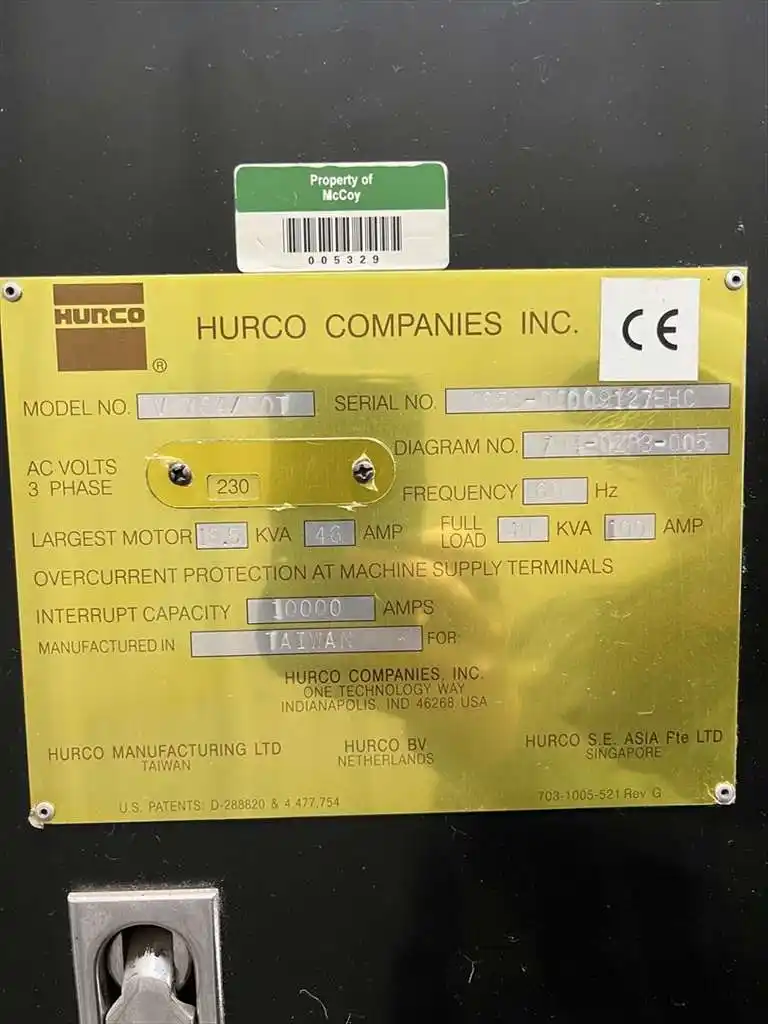 Property of
McCoy
005329
HURCO
®
HURCO COMPANIES INC.
CE
MODEL NO. SERIAL NO.
DIAGRAM NO.
AC VOLTS
3 PHASE
230
FREQUENCY Hz
LARGEST MOTOR KVA 46 AMP
FULL
LOAD KVA 100 AMP
OVERCURRENT PROTECTION AT MACHINE SUPPLY TERMINALS
INTERRUPT CAPACITY 10000 AMPS
MANUFACTURED IN TAIWAN FOR
HURCO COMPANIES, INC.
ONE TECHNOLOGY WAY
INDIANAPOLIS, IND 46268 USA
HURCO MANUFACTURING LTD
TAIWAN
HURCO BV
NETHERLANDS
HURCO S.E. ASIA Pte LTD
SINGAPORE
U.S. PATENTS: D-288620 & 4 477,754
703-1005-521 Rev G